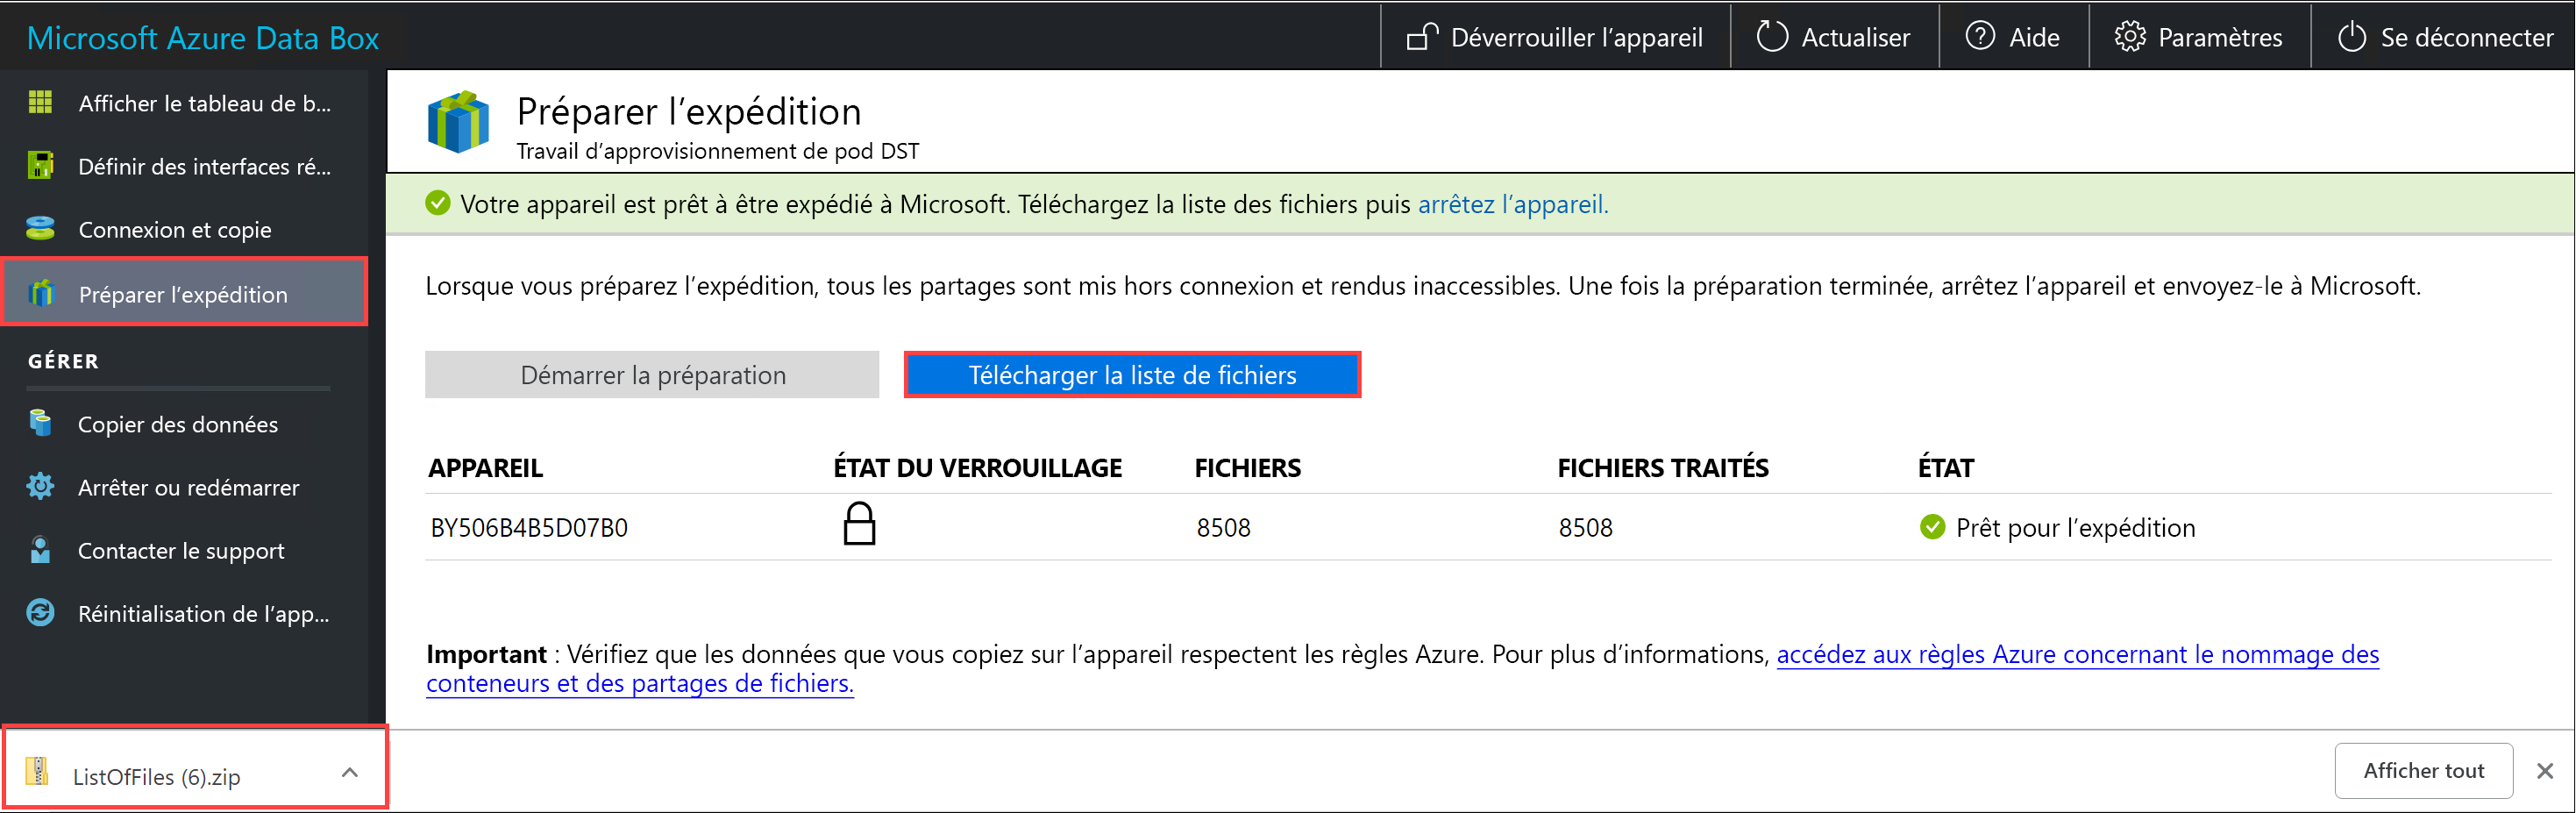 Microsoft Azure Data Box
Déverrouiller l’appareil
Actualiser
Aide
Paramètres
Se déconnecter
Afficher le tableau de b...
Définir des interfaces ré...
Connexion et copie
Préparer l’expédition
GÉRER
Copier des données
Arrêter ou redémarrer
Contacter le support
Réinitialisation de l’app...
Préparer l’expédition
Travail d’approvisionnement de pod DST
Votre appareil est prêt à être expédié à Microsoft. Téléchargez la liste des fichiers puis arrêtez l’appareil.
Lorsque vous préparez l’expédition, tous les partages sont mis hors connexion et rendus inaccessibles. Une fois la préparation terminée, arrêtez l’appareil et envoyez-le à Microsoft.
Démarrer la préparation
Télécharger la liste de fichiers
APPAREIL ÉTAT DU VERROUILLAGE FICHIERS FICHIERS TRAITÉS ÉTAT
BY506B4B5D07B0 8508 8508 Prêt pour l’expédition
Important : Vérifiez que les données que vous copiez sur l’appareil respectent les règles Azure. Pour plus d’informations, accédez aux règles Azure concernant le nommage des
conteneurs et des partages de fichiers.
ListOfFiles (6).zip
Afficher tout